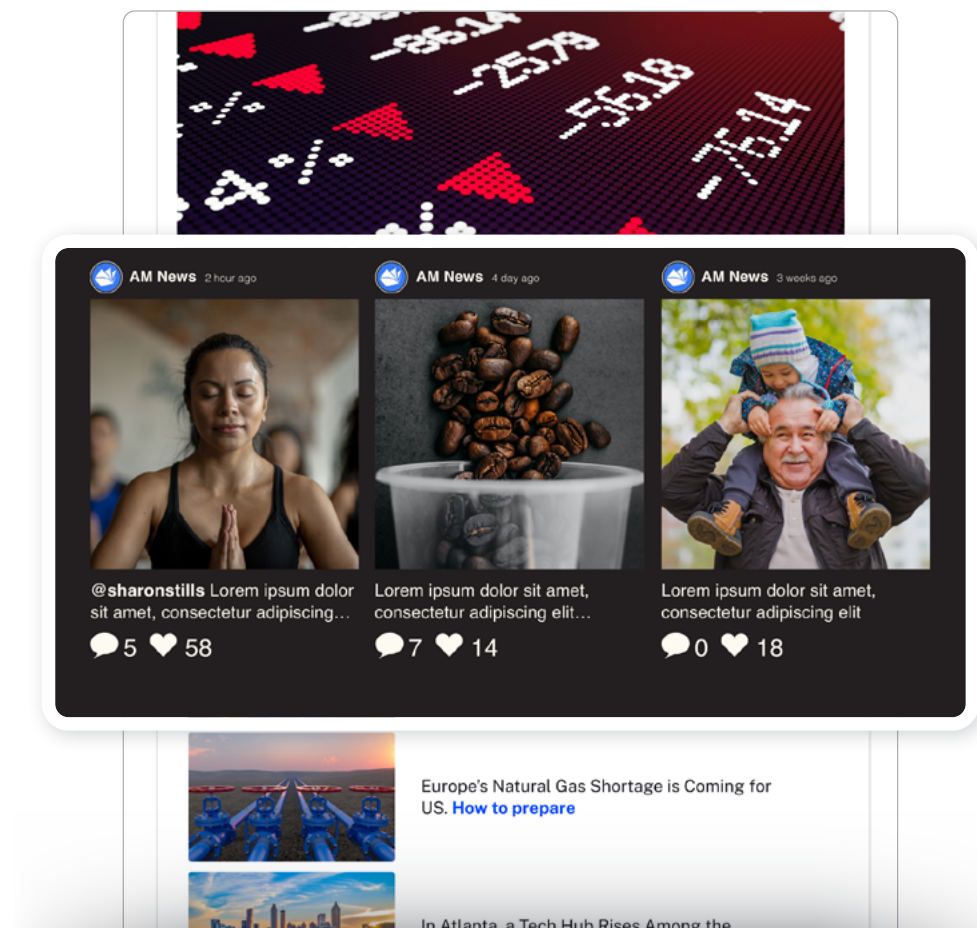 -86.14
-25.79
-56.18
-76.14
%
4%
%
AM News 2 hour ago
AM News 4 day ago
AM News 3 weeks ago
@sharonstills Lorem ipsum dolor
sit amet, consectetur adipiscing...
5 58
Lorem ipsum dolor sit amet,
consectetur adipiscing elit...
7 14
Lorem ipsum dolor sit amet,
consectetur adipiscing elit
0 18
Europe's Natural Gas Shortage is Coming for
US. How to prepare
In Atlanta, a Tech Hub Rises Among the